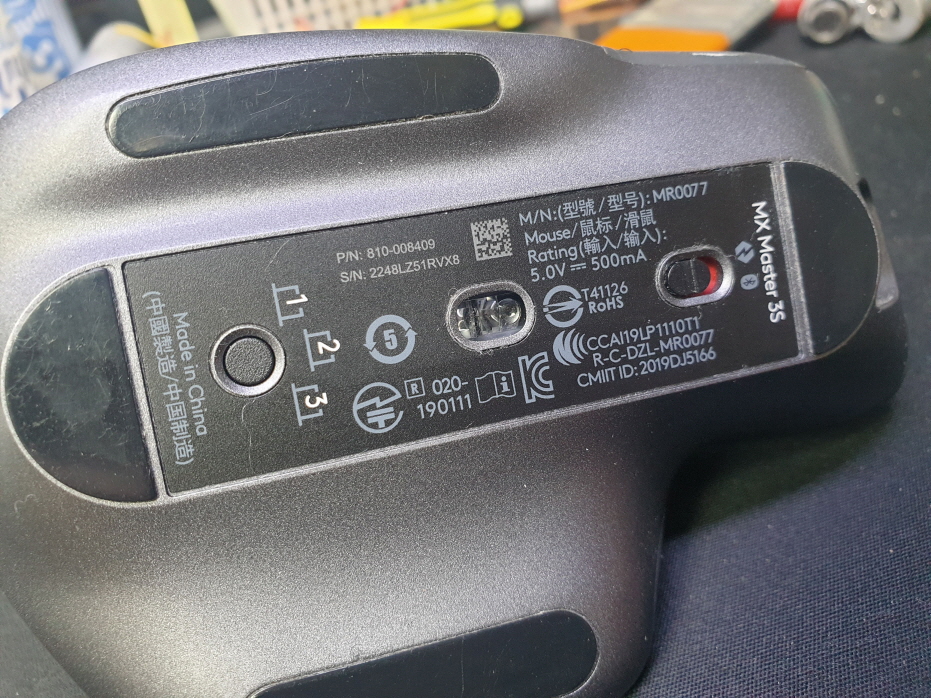 P/N: 810-008409
S/N: 2248LZ51RVX8
M/N:(型號/型号): MR0077
Mouse/鼠标/滑鼠
Rating(輸入/输入):
5.0V ⎓ 500mA
MX Master 3S
T41126
RoHS
CCAI19LP1110T1
R-C-DZL-MR0077
CMIIT ID: 2019DJ5166
5
R 020-
190111
1
2
3
Made in China
(中國製造/中国制造)